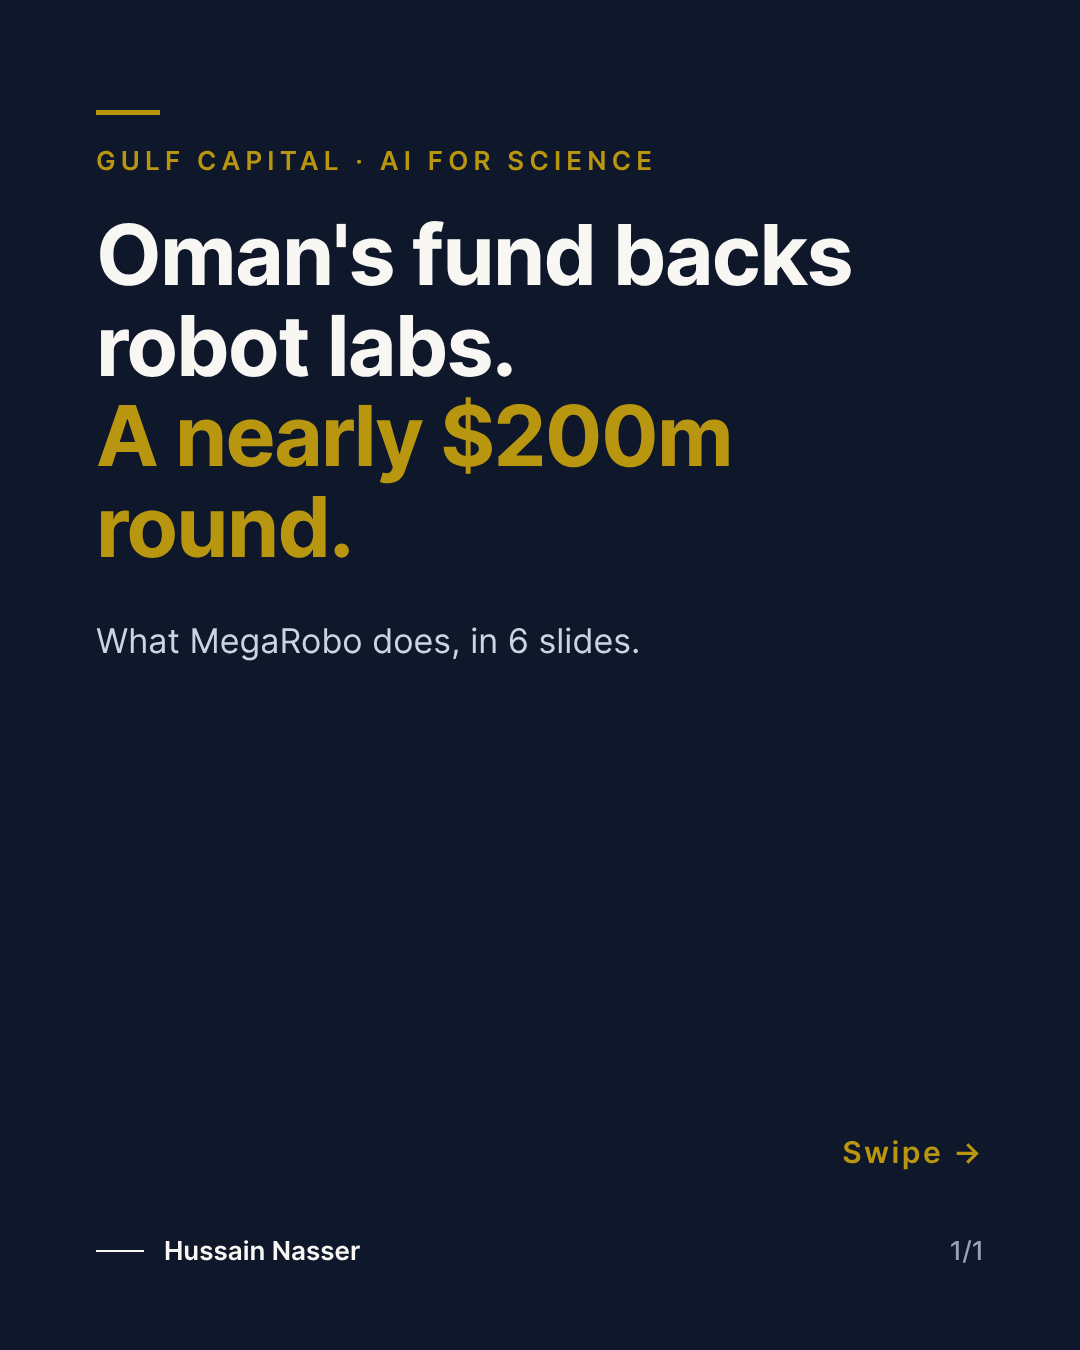 GULF CAPITAL · AI FOR SCIENCE
Oman's fund backs
robot labs.
A nearly $200m
round.
What MegaRobo does, in 6 slides.
Swipe →
Hussain Nasser
1/1